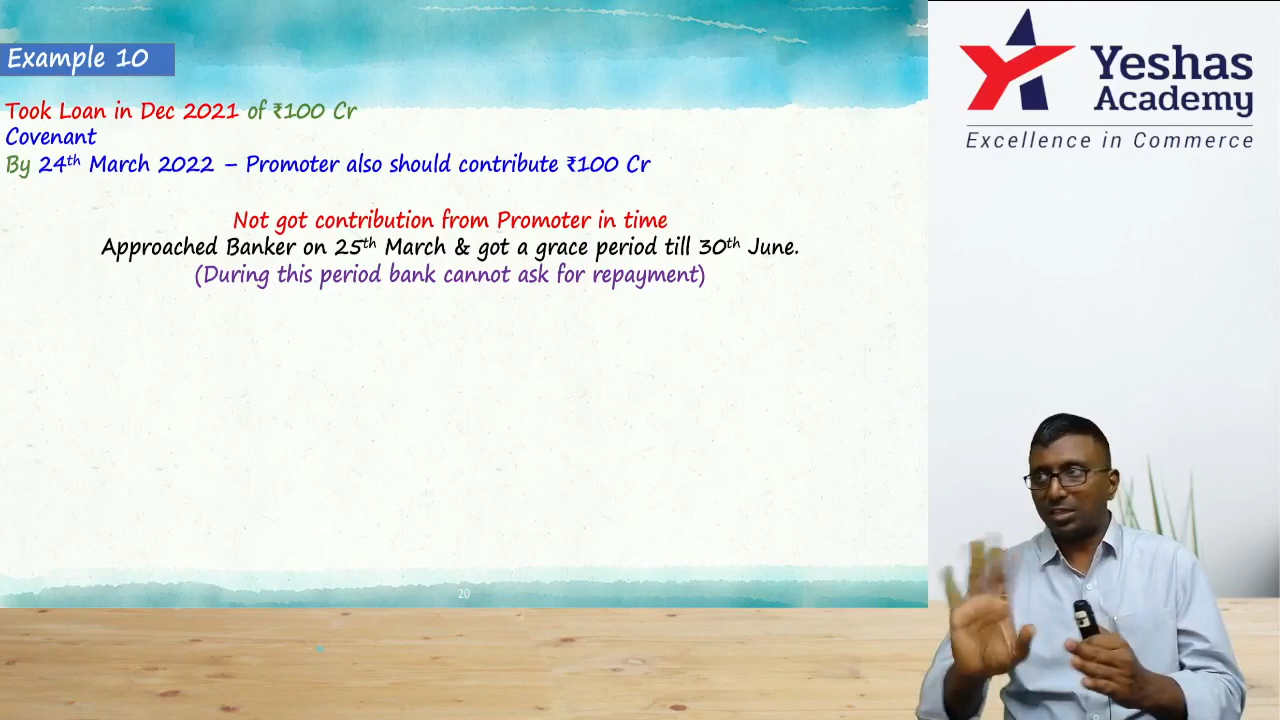 Example 10
Took Loan in Dec 2021 of ₹100 Cr
Covenant
By 24th March 2022 – Promoter also should contribute ₹100 Cr
Not got contribution from Promoter in time
Approached Banker on 25th March & got a grace period till 30th June.
(During this period bank cannot ask for repayment)
20
Yeshas
Academy
Excellence in Commerce